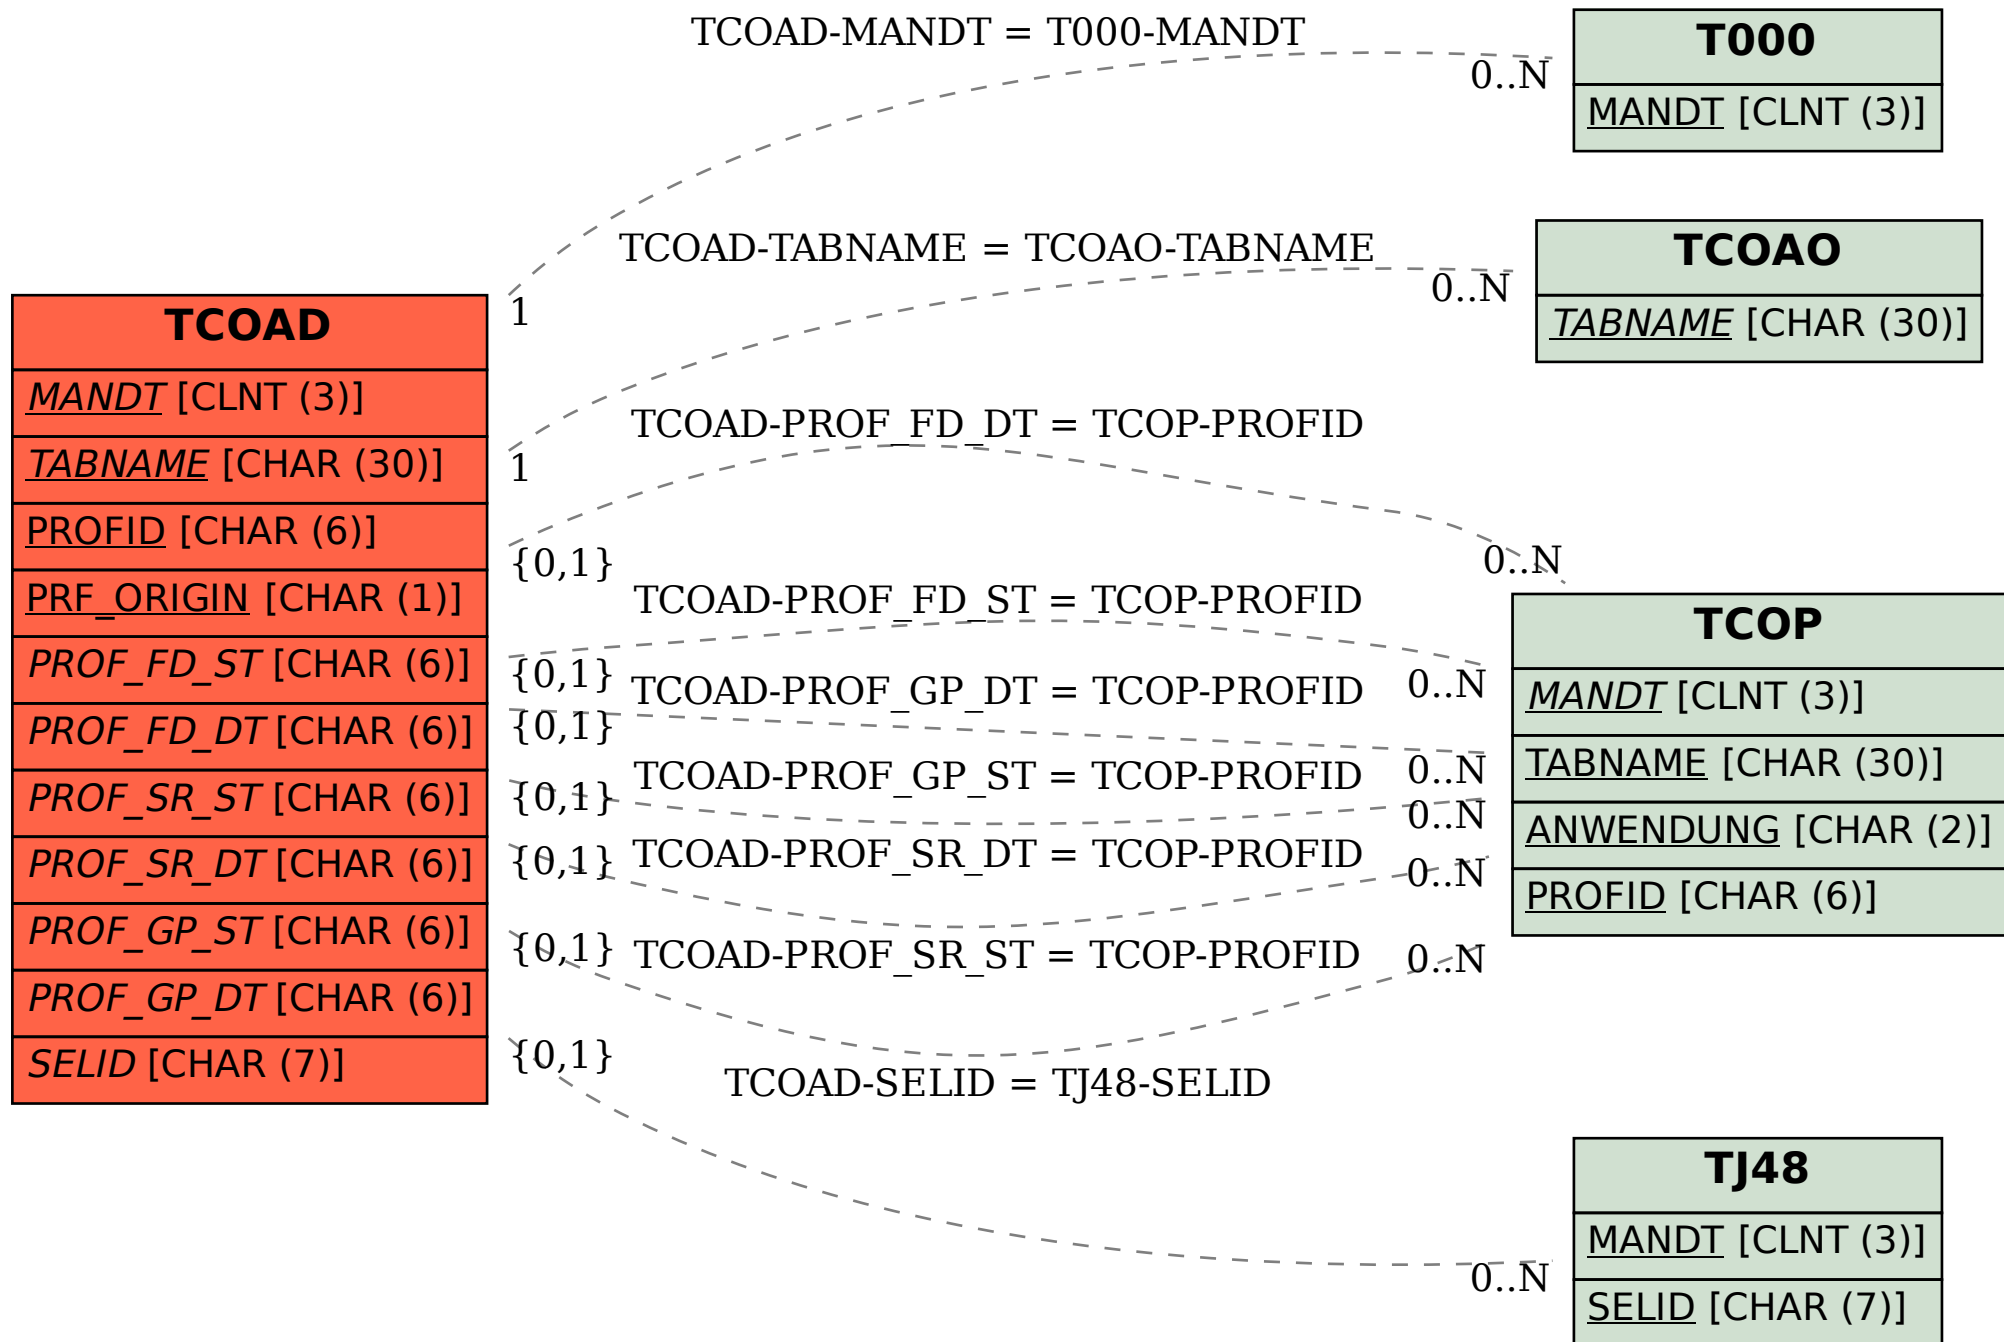 TCOAD-MANDT = T000-MANDT
0..N
1
T000
MANDT [CLNT (3)]
TCOAD-TABNAME = TCOAO-TABNAME
0..N
1
TCOAO
TABNAME [CHAR (30)]
TCOAD
MANDT [CLNT (3)]
TABNAME [CHAR (30)]
PROFID [CHAR (6)]
PRF_ORIGIN [CHAR (1)]
PROF_FD_ST [CHAR (6)]
PROF_FD_DT [CHAR (6)]
PROF_SR_ST [CHAR (6)]
PROF_SR_DT [CHAR (6)]
PROF_GP_ST [CHAR (6)]
PROF_GP_DT [CHAR (6)]
SELID [CHAR (7)]
TCOAD-PROF_FD_DT = TCOP-PROFID
{0,1}
0..N
TCOAD-PROF_FD_ST = TCOP-PROFID
{0,1}
0..N
TCOAD-PROF_GP_DT = TCOP-PROFID
{0,1}
0..N
TCOAD-PROF_GP_ST = TCOP-PROFID
{0,1}
0..N
TCOAD-PROF_SR_DT = TCOP-PROFID
{0,1}
0..N
TCOAD-PROF_SR_ST = TCOP-PROFID
{0,1}
0..N
TCOP
MANDT [CLNT (3)]
TABNAME [CHAR (30)]
ANWENDUNG [CHAR (2)]
PROFID [CHAR (6)]
TCOAD-SELID = TJ48-SELID
{0,1}
0..N
TJ48
MANDT [CLNT (3)]
SELID [CHAR (7)]